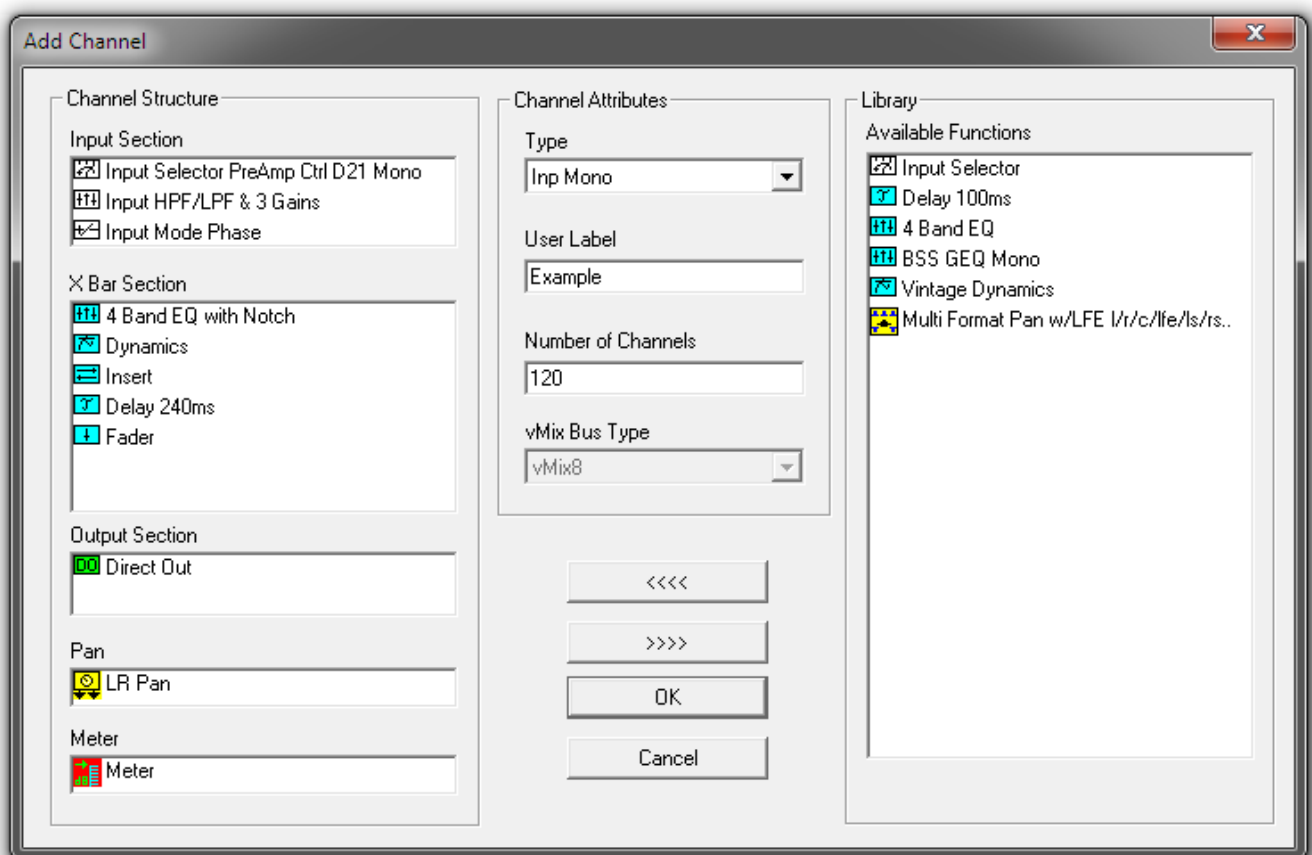 Add Channel
Channel Structure
Input Section
Input Selector PreAmp Ctrl D21 Mono
Input HPF/LPF & 3 Gains
Input Mode Phase
X Bar Section
4 Band EQ with Notch
Dynamics
Insert
Delay 240ms
Fader
Output Section
DO Direct Out
Pan
LR Pan
Meter
dB Meter
Channel Attributes
Type
Inp Mono
User Label
Example
Number of Channels
120
vMix Bus Type
vMix8
<<<<
>>>>
OK
Cancel
Library
Available Functions
Input Selector
Delay 100ms
4 Band EQ
BSS GEQ Mono
Vintage Dynamics
Multi Format Pan w/LFE l/r/c/lfe/ls/rs..